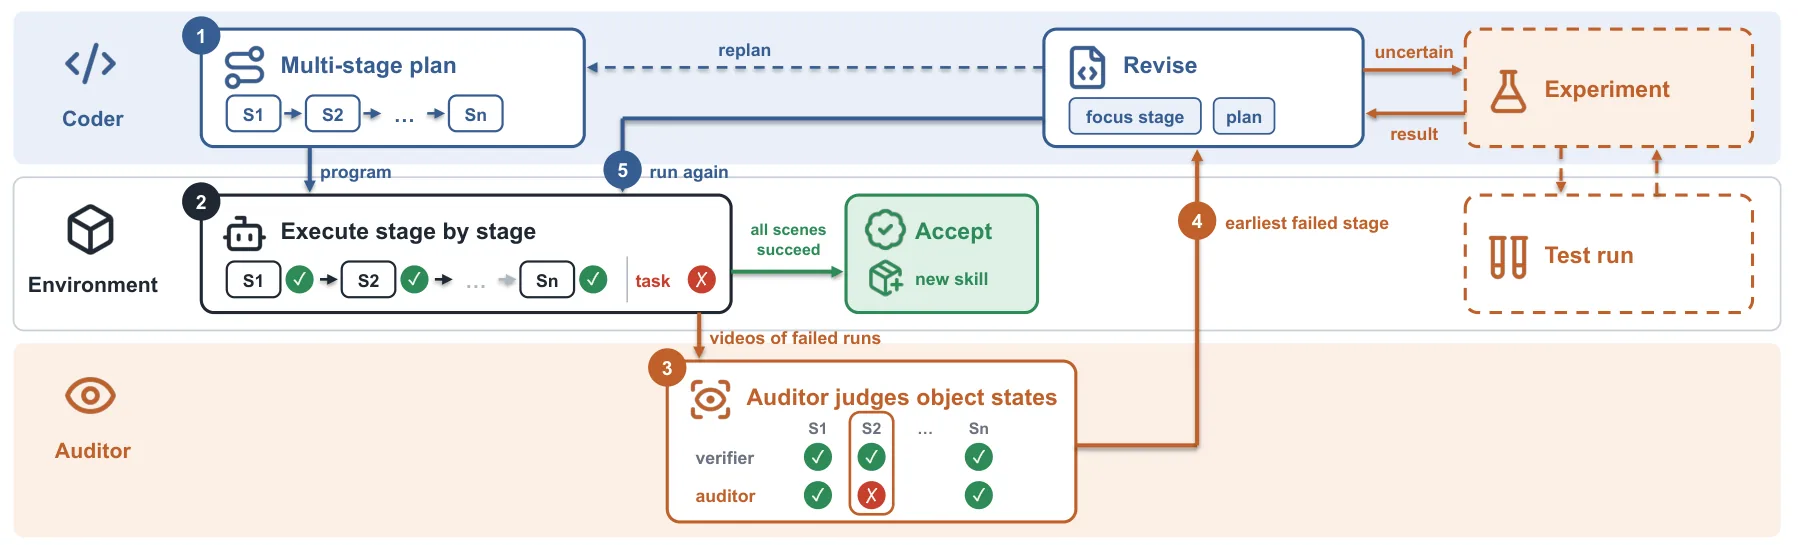 Coder
1
Multi-stage plan
S1
S2
...
Sn
replan
Revise
focus stage
plan
uncertain
result
Experiment
program
5
run again
Environment
2
Execute stage by stage
S1
S2
...
Sn
task
X
all scenes
succeed
Accept
new skill
4
earliest failed stage
Test run
videos of failed runs
Auditor
3
Auditor judges object states
S1 S2 ... Sn
verifier
auditor X